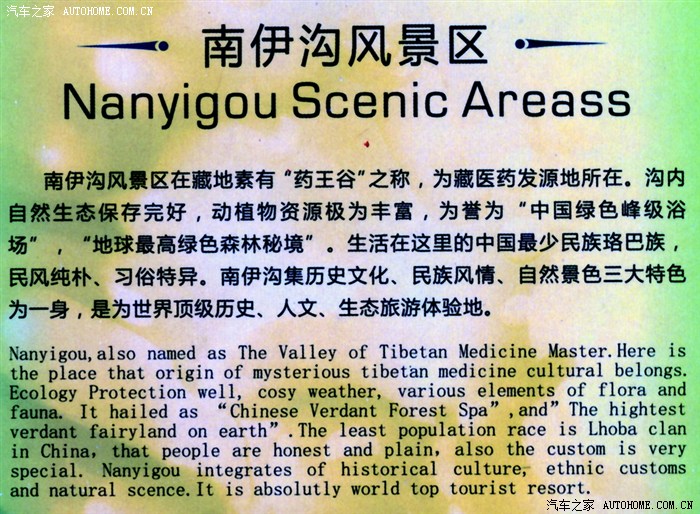 汽车之家 AUTOHOME.COM.CN
南伊沟风景区
Nanyigou Scenic Areass
南伊沟风景区在藏地素有“药王谷”之称，为藏医药发源地所在。沟内
自然生态保存完好，动植物资源极为丰富，为誉为“中国绿色峰级浴
场”，“地球最高绿色森林秘境”。生活在这里的中国最少民族珞巴族，
民风纯朴、习俗特异。南伊沟集历史文化、民族风情、自然景色三大特色
为一身，是为世界顶级历史、人文、生态旅游体验地。
Nanyigou,also named as The Valley of Tibetan Medicine Master.Here is
the place that origin of mysterious tibetan medicine cultural belongs.
Ecology Protection well, cosy weather, various elements of flora and
fauna. It hailed as “Chinese Verdant Forest Spa”,and”The hightest
verdant fairyland on earth”.The least population race is Lhoba clan
in China, that people are honest and plain, also the custom is very
special. Nanyigou integrates of historical culture, ethnic customs
and natural scence.It is absolutly world top tourist resort.
汽车之家 AUTOHOME.COM.CN